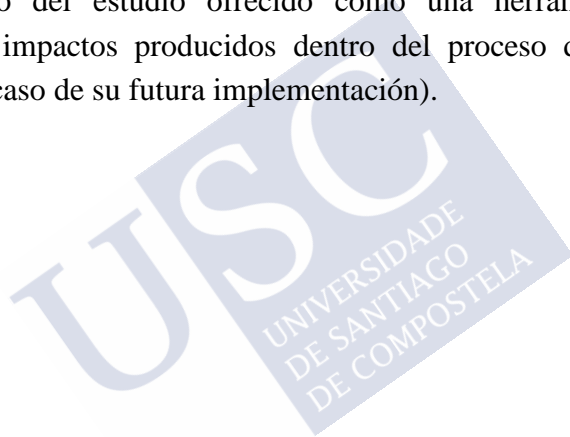 o del estudio ofrecido como una herran
impactos producidos dentro del proceso d
caso de su futura implementación).
USC
UNIVERSIDADE
DE SANTIAGO
DE COMPOSTELA